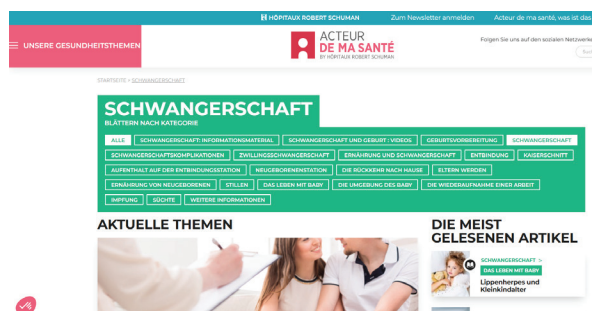 HÔPITAUX ROBERT SCHUMAN
Zum Newsletter anmelden
Acteur de ma santé, was ist das
UNSERE GESUNDHEITSTHEMEN
ACTEUR
DE MA SANTÉ
BY HÔPITAUX ROBERT SCHUMAN
Folgen Sie uns auf den sozialen Netzwerke
STARTSEITE > SCHWANGERSCHAFT
SCHWANGERSCHAFT
BLÄTTERN NACH KATEGORIE
ALLE
SCHWANGERSCHAFT: INFORMATIONSMATERIAL
SCHWANGERSCHAFT UND GEBURT : VIDEOS
GEBURTSVORBEREITUNG
SCHWANGERSCHAFT
SCHWANGERSCHAFTSKOMPLIKATIONEN
ZWILLINGSSCHWANGERSCHAFT
ERNÄHRUNG UND SCHWANGERSCHAFT
ENTBINDUNG
KAISERSCHNITT
AUFENTHALT AUF DER ENTBINDUNGSSTATION
NEUGEBORENENSTATION
DIE RÜCKKEHR NACH HAUSE
ELTERN WERDEN
ERNÄHRUNG VON NEUGEBORENEN
STILLEN
DAS LEBEN MIT BABY
DIE UMGEBUNG DES BABY
DIE WIEDERAUFNAHME EINER ARBEIT
IMPFUNG
SÜCHTE
WEITERE INFORMATIONEN
AKTUELLE THEMEN
DIE MEIST
GELESENEN ARTIKEL
SCHWANGERSCHAFT >
DAS LEBEN MIT BABY
Lippenherpes und
Kleinkindalter